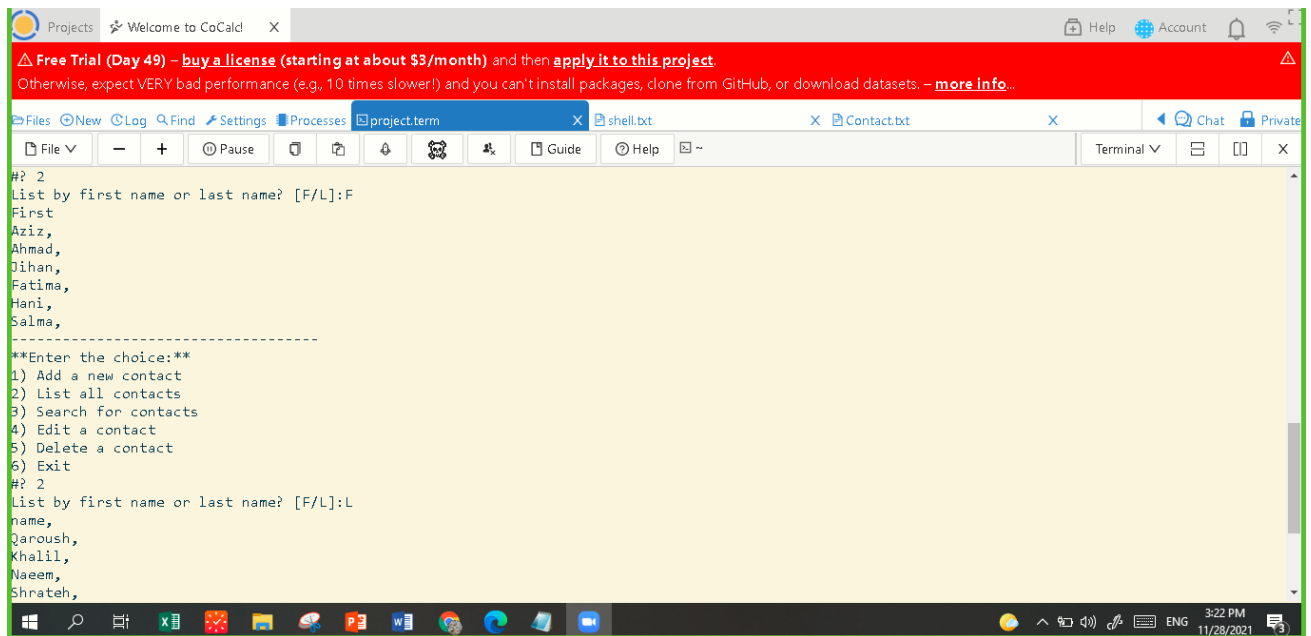 Projects Welcome to CoCalc! X Help Account
Free Trial (Day 49) – buy a license (starting at about $3/month) and then apply it to this project.
Otherwise, expect VERY bad performance (e.g., 10 times slower!) and you can't install packages, clone from GitHub, or download datasets. – more info...
Files New Log Find Settings Processes project.term X shell.txt X Contact.txt X Chat Private
File Pause Guide Help ~ Terminal X
#? 2
List by first name or last name? [F/L]:F
First
Aziz,
Ahmad,
Jihan,
Fatima,
Hani,
Salma,
----------------------------------
**Enter the choice:**
1) Add a new contact
2) List all contacts
3) Search for contacts
4) Edit a contact
5) Delete a contact
6) Exit
#? 2
List by first name or last name? [F/L]:L
name,
Qaroush,
Khalil,
Naeem,
Shrateh,
ENG 3:22 PM
11/28/2021 3